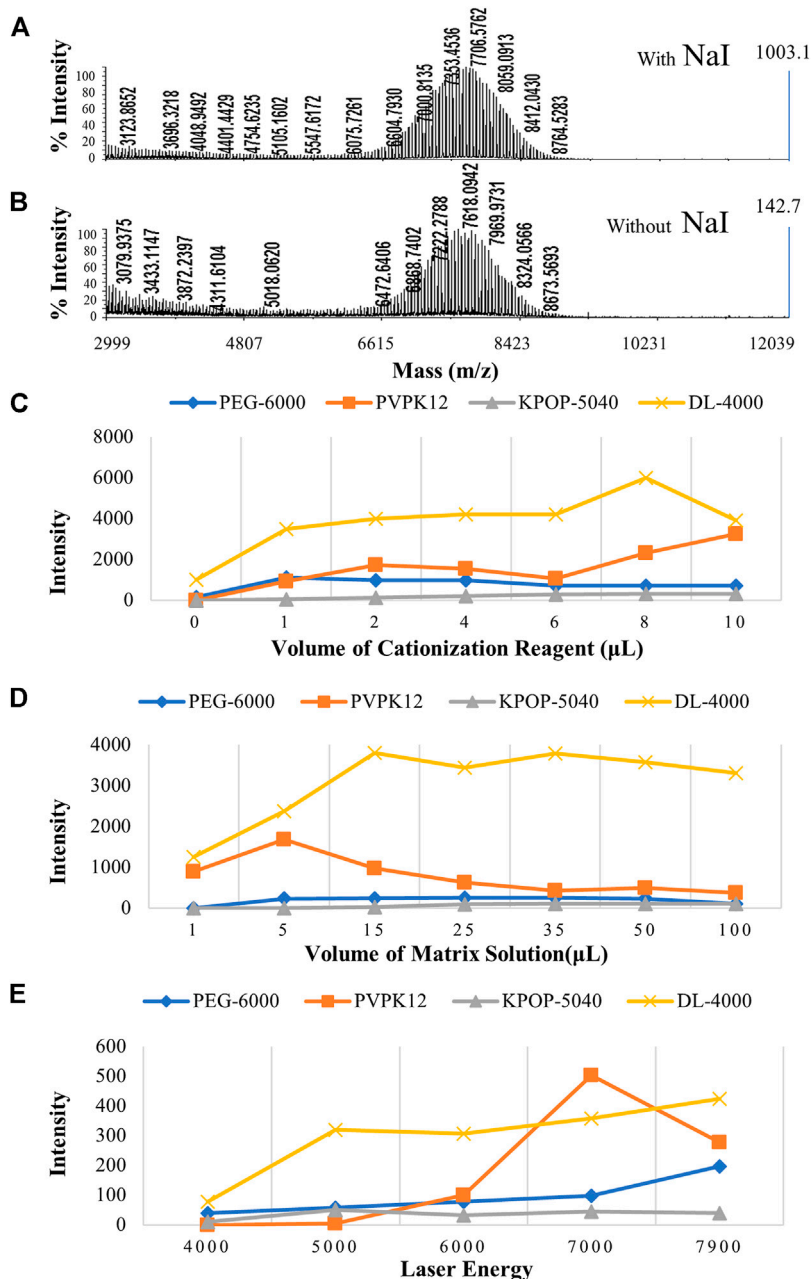 A
With NaI
1003.1
% Intensity
100
80
60
40
20
0
3123.8652
3696.3218
4048.9492
4401.4429
4754.6235
5105.1602
5547.6172
6075.7261
6604.7930
7000.8135
7353.4536
7706.5762
8059.0913
8412.0430
8764.5283
B
Without NaI
142.7
% Intensity
100
80
60
40
20
0
3079.9375
3433.1147
3872.2397
4311.6104
5018.0620
6472.6406
6868.7402
7222.2788
7618.0942
7969.9731
8324.0566
8673.5693
2999 4807 6615 8423 10231 12039
Mass (m/z)
C
PEG-6000 PVPK12 KPOP-5040 DL-4000
Intensity
8000
6000
4000
2000
0
0 1 2 4 6 8 10
Volume of Cationization Reagent (µL)
D
PEG-6000 PVPK12 KPOP-5040 DL-4000
Intensity
4000
3000
2000
1000
0
1 5 15 25 35 50 100
Volume of Matrix Solution(µL)
E
PEG-6000 PVPK12 KPOP-5040 DL-4000
Intensity
600
500
400
300
200
100
0
4000 5000 6000 7000 7900
Laser Energy